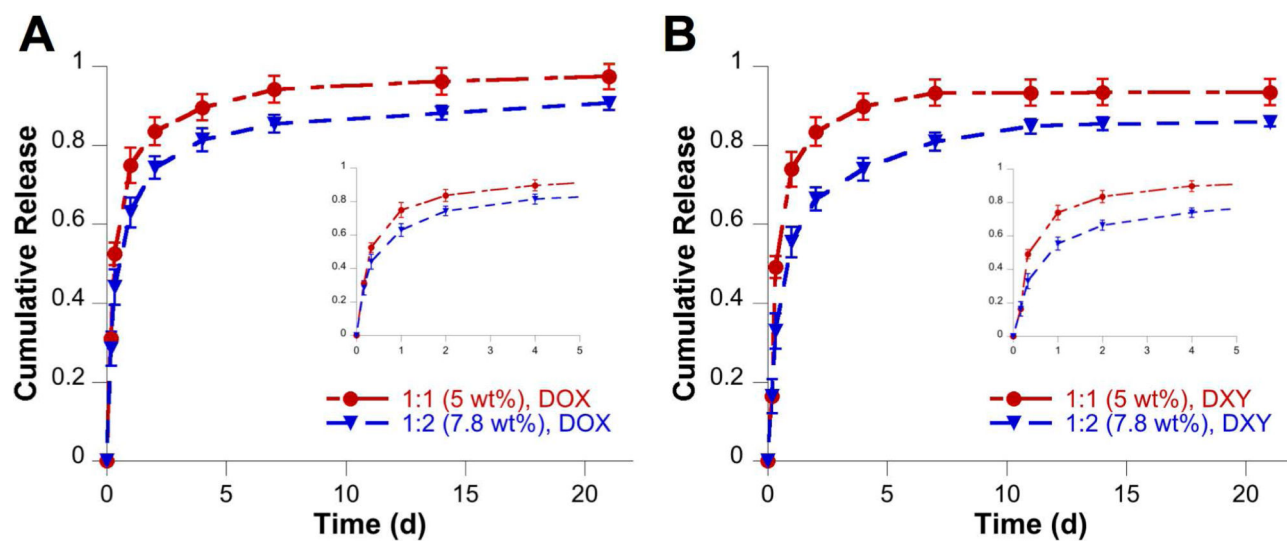 A
Cumulative Release
1
0.8
0.6
0.4
0.2
0
0 5 10 15 20
Time (d)
1
0.8
0.6
0.4
0.2
0
0 1 2 3 4 5
1:1 (5 wt%), DOX
1:2 (7.8 wt%), DOX
B
Cumulative Release
1
0.8
0.6
0.4
0.2
0
0 5 10 15 20
Time (d)
1
0.8
0.6
0.4
0.2
0
0 1 2 3 4 5
1:1 (5 wt%), DXY
1:2 (7.8 wt%), DXY